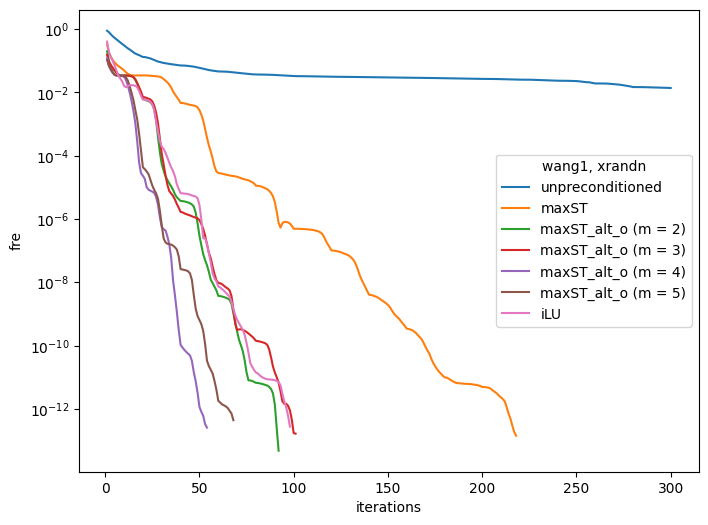 10^0
10^-2
10^-4
10^-6
10^-8
10^-10
10^-12
fre
0 50 100 150 200 250 300
iterations
wang1, xrandn
unpreconditioned
maxST
maxST_alt_o (m = 2)
maxST_alt_o (m = 3)
maxST_alt_o (m = 4)
maxST_alt_o (m = 5)
iLU